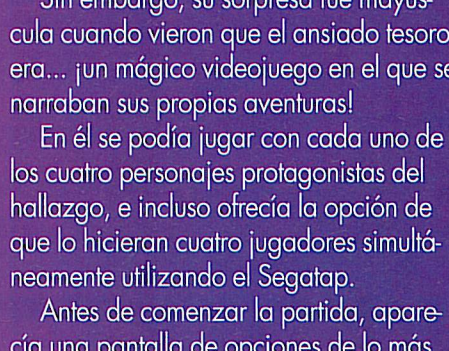 Sin embargo, su sorpresa fue mayús-
cula cuando vieron que el ansiado tesoro
era... ¡un mágico videojuego en el que se
narraban sus propias aventuras!
En él se podía jugar con cada uno de
los cuatro personajes protagonistas del
hallazgo, e incluso ofrecía la opción de
que lo hicieran cuatro jugadores simultá-
neamente utilizando el Segatap.
Antes de comenzar la partida, apare-
cía una pantalla de opciones de lo más